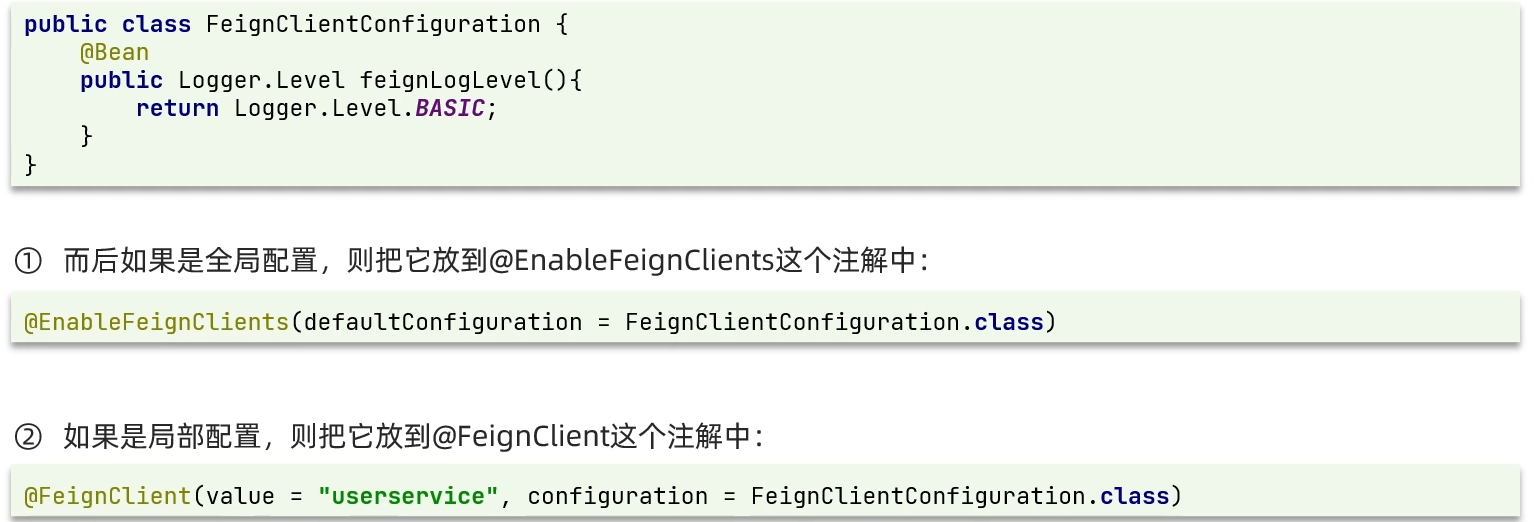 public class FeignClientConfiguration {
    @Bean
    public Logger.Level feignLogLevel(){
        return Logger.Level.BASIC;
    }
}
① 而后如果是全局配置，则把它放到@EnableFeignClients这个注解中：
@EnableFeignClients(defaultConfiguration = FeignClientConfiguration.class)
② 如果是局部配置，则把它放到@FeignClient这个注解中：
@FeignClient(value = "userservice", configuration = FeignClientConfiguration.class)